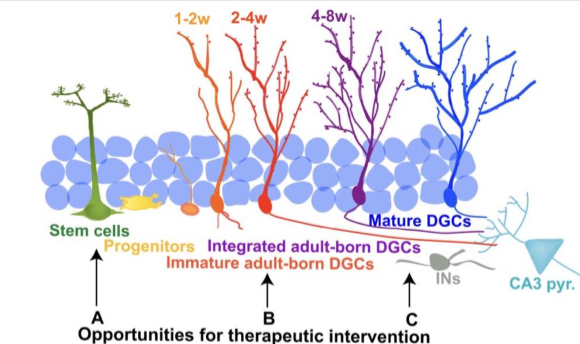 1-2w 2-4w 4-8w
Mature DGCs
Stem cells
Progenitors Integrated adult-born DGCs
Immature adult-born DGCs
INs
CA3 pyr.
A B C
Opportunities for therapeutic intervention